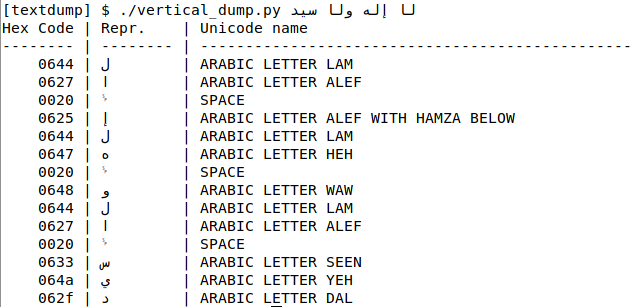 [textdump] $ ./vertical_dump.py لا إله ولا سيد
Hex Code | Repr.    | Unicode name
-------- | -------- | ------------------------------------------------
0644 | ل | ARABIC LETTER LAM
0627 | ا | ARABIC LETTER ALEF
0020 | ␠ | SPACE
0625 | إ | ARABIC LETTER ALEF WITH HAMZA BELOW
0644 | ل | ARABIC LETTER LAM
0647 | ه | ARABIC LETTER HEH
0020 | ␠ | SPACE
0648 | و | ARABIC LETTER WAW
0644 | ل | ARABIC LETTER LAM
0627 | ا | ARABIC LETTER ALEF
0020 | ␠ | SPACE
0633 | س | ARABIC LETTER SEEN
064a | ي | ARABIC LETTER YEH
062f | د | ARABIC LETTER DAL